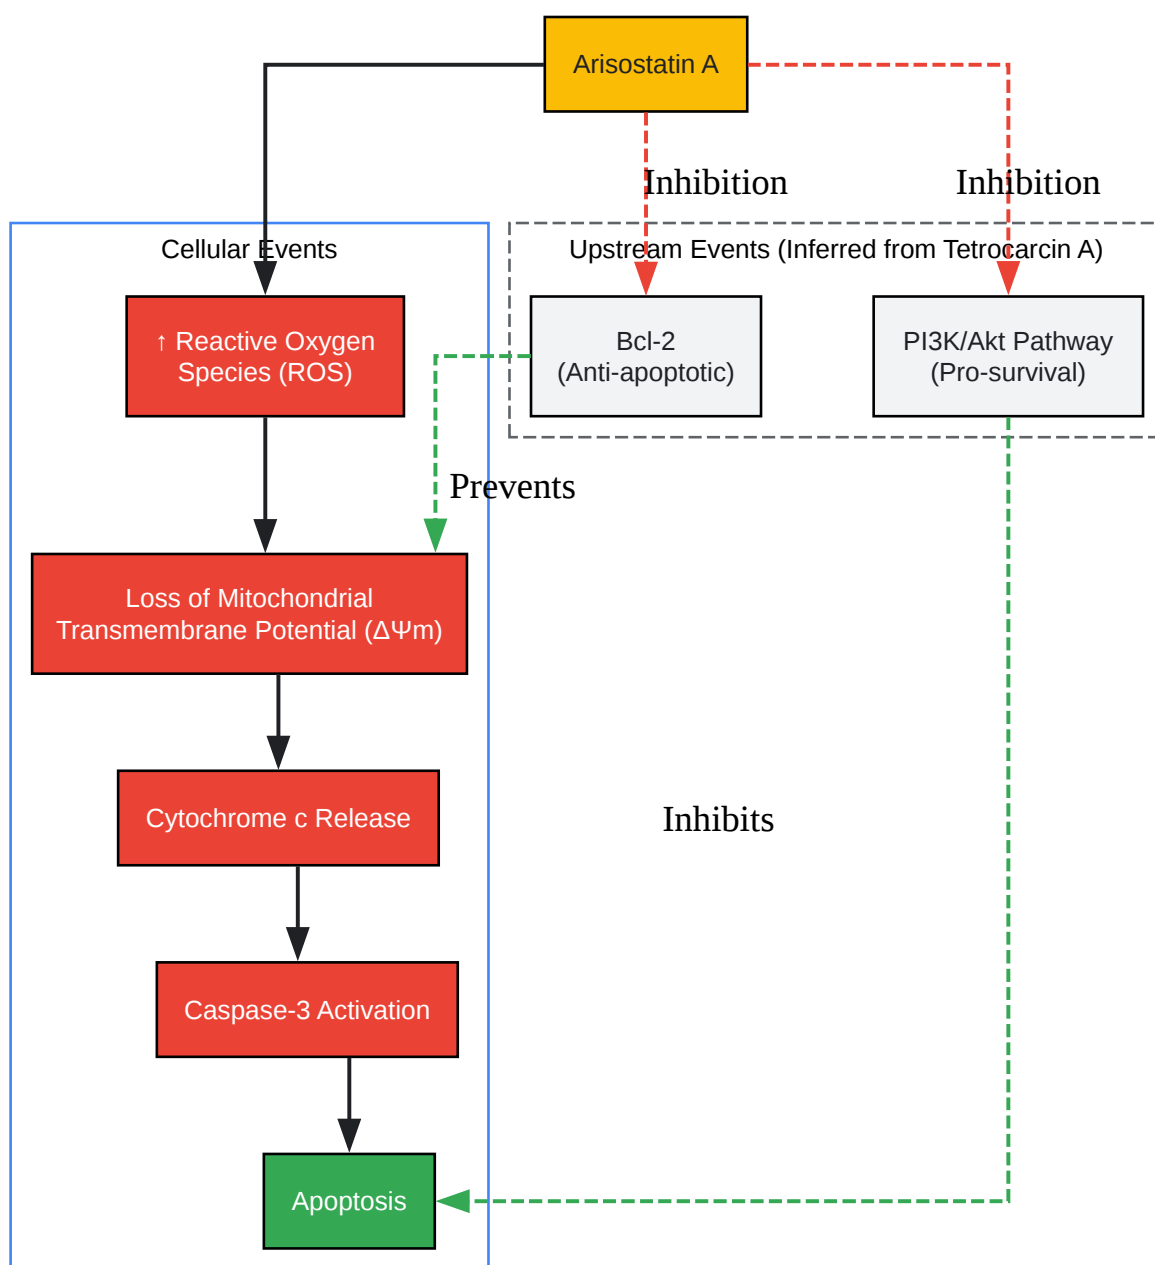 Arisostatin A
Inhibition
Inhibition
Cellular Events
Upstream Events (Inferred from Tetrocarcin A)
↑ Reactive Oxygen
Species (ROS)
Bcl-2
(Anti-apoptotic)
PI3K/Akt Pathway
(Pro-survival)
Prevents
Loss of Mitochondrial
Transmembrane Potential (ΔΨm)
Cytochrome c Release
Inhibits
Caspase-3 Activation
Apoptosis